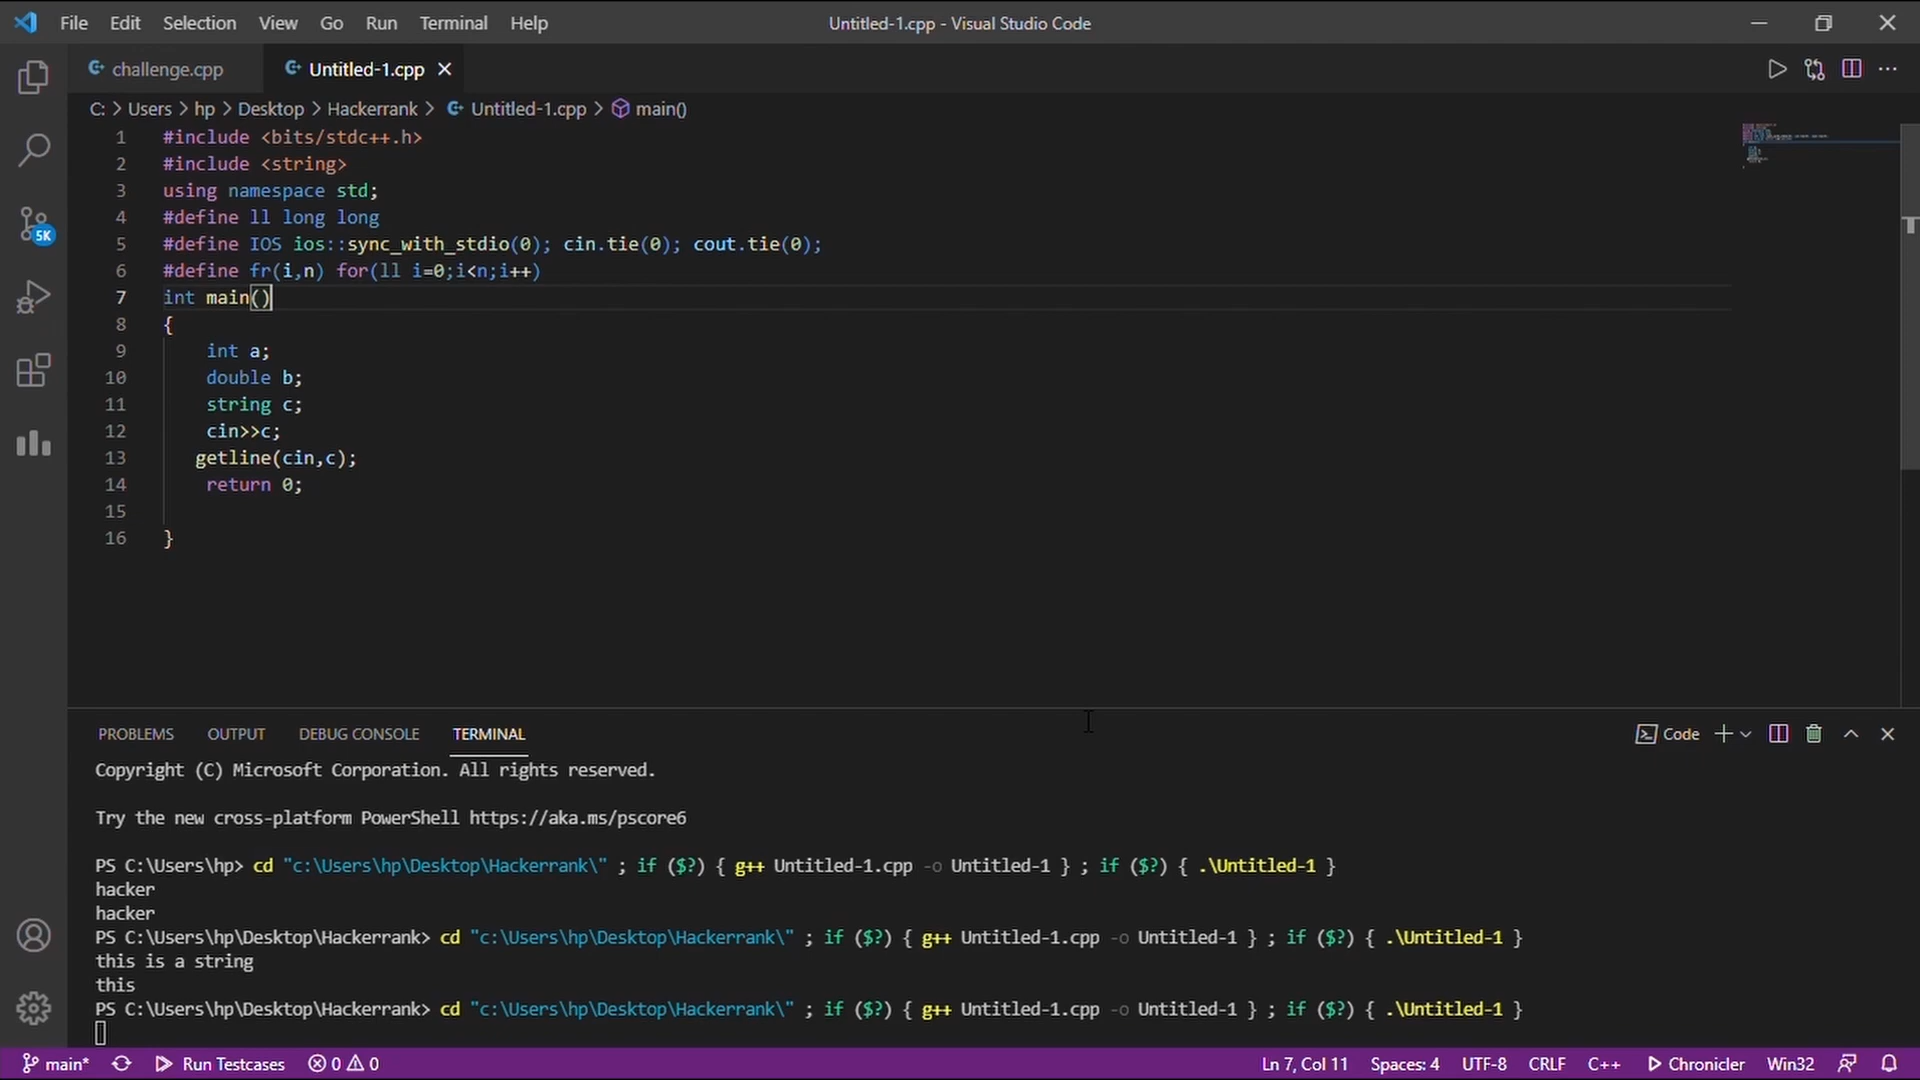 File Edit Selection View Go Run Terminal Help Untitled-1.cpp - Visual Studio Code
challenge.cpp Untitled-1.cpp
C: > Users > hp > Desktop > Hackerrank > Untitled-1.cpp > main()
1 #include <bits/stdc++.h>
2 #include <string>
3 using namespace std;
4 #define ll long long
5 #define IOS ios::sync_with_stdio(0); cin.tie(0); cout.tie(0);
6 #define fr(i,n) for(ll i=0;i<n;i++)
7 int main()
8 {
9 int a;
10 double b;
11 string c;
12 cin>>c;
13 getline(cin,c);
14 return 0;
15
16 }
5K
PROBLEMS OUTPUT DEBUG CONSOLE TERMINAL Code
Copyright (C) Microsoft Corporation. All rights reserved.
Try the new cross-platform PowerShell https://aka.ms/pscore6
PS C:\Users\hp> cd "c:\Users\hp\Desktop\Hackerrank\" ; if ($?) { g++ Untitled-1.cpp -o Untitled-1 } ; if ($?) { .\Untitled-1 }
hacker
hacker
PS C:\Users\hp\Desktop\Hackerrank> cd "c:\Users\hp\Desktop\Hackerrank\" ; if ($?) { g++ Untitled-1.cpp -o Untitled-1 } ; if ($?) { .\Untitled-1 }
this is a string
this
PS C:\Users\hp\Desktop\Hackerrank> cd "c:\Users\hp\Desktop\Hackerrank\" ; if ($?) { g++ Untitled-1.cpp -o Untitled-1 } ; if ($?) { .\Untitled-1 }
main* Run Testcases 0 0 Ln 7, Col 11 Spaces: 4 UTF-8 CRLF C++ Chronicler Win32